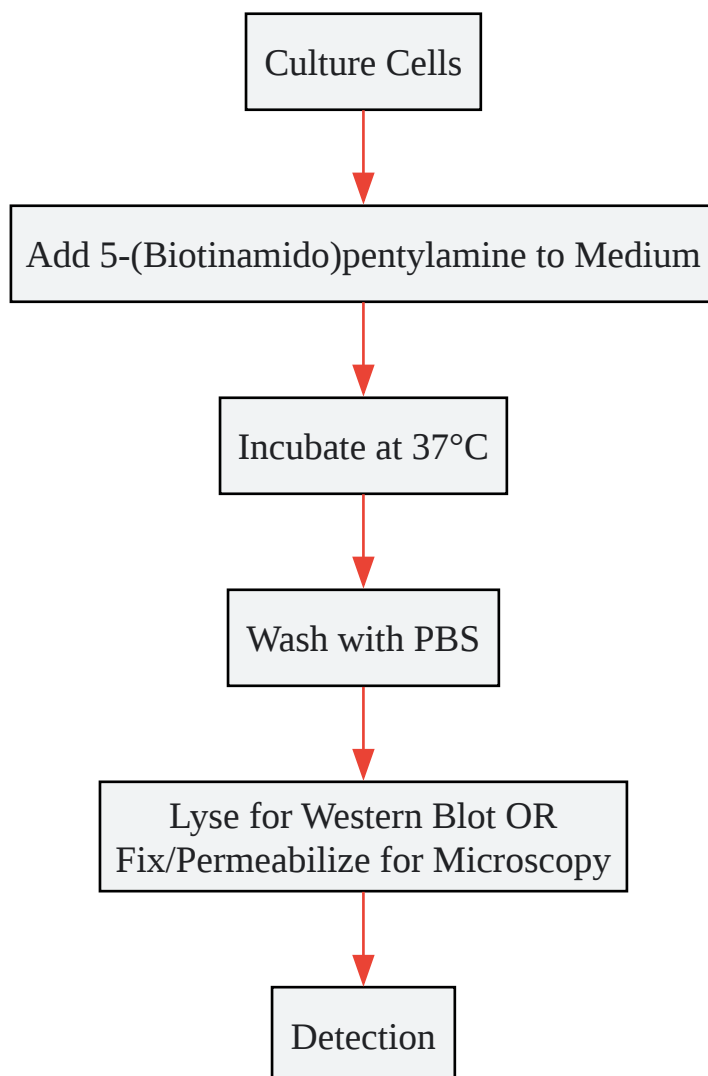 Culture Cells
Add 5-(Biotinamido)pentylamine to Medium
Incubate at 37°C
Wash with PBS
Lyse for Western Blot OR
Fix/Permeabilize for Microscopy
Detection